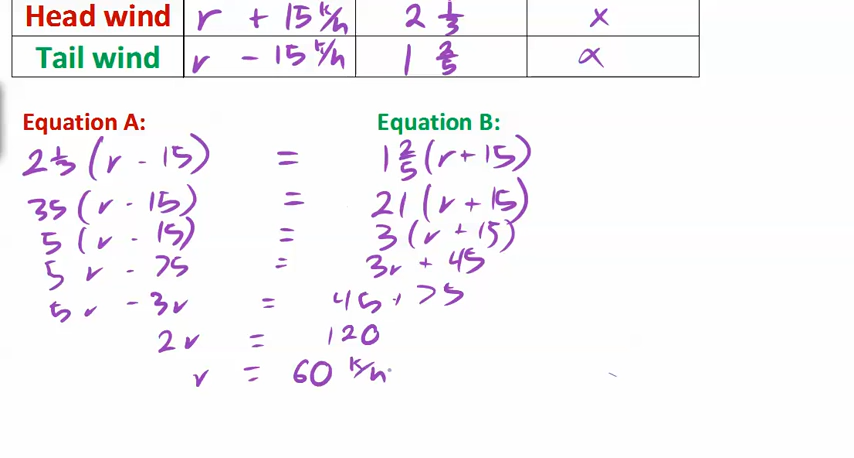 Head wind r + 15 k/h 2 1/3 x
Tail wind r - 15 k/h 1 2/5 x
Equation A: Equation B:
2 1/3 (r - 15) = 1 2/5 (r + 15)
35 (r - 15) = 21 (r + 15)
5 (r - 15) = 3 (r + 15)
5 r - 75 = 3r + 45
5r - 3r = 45 + 75
2r = 120
r = 60 k/h